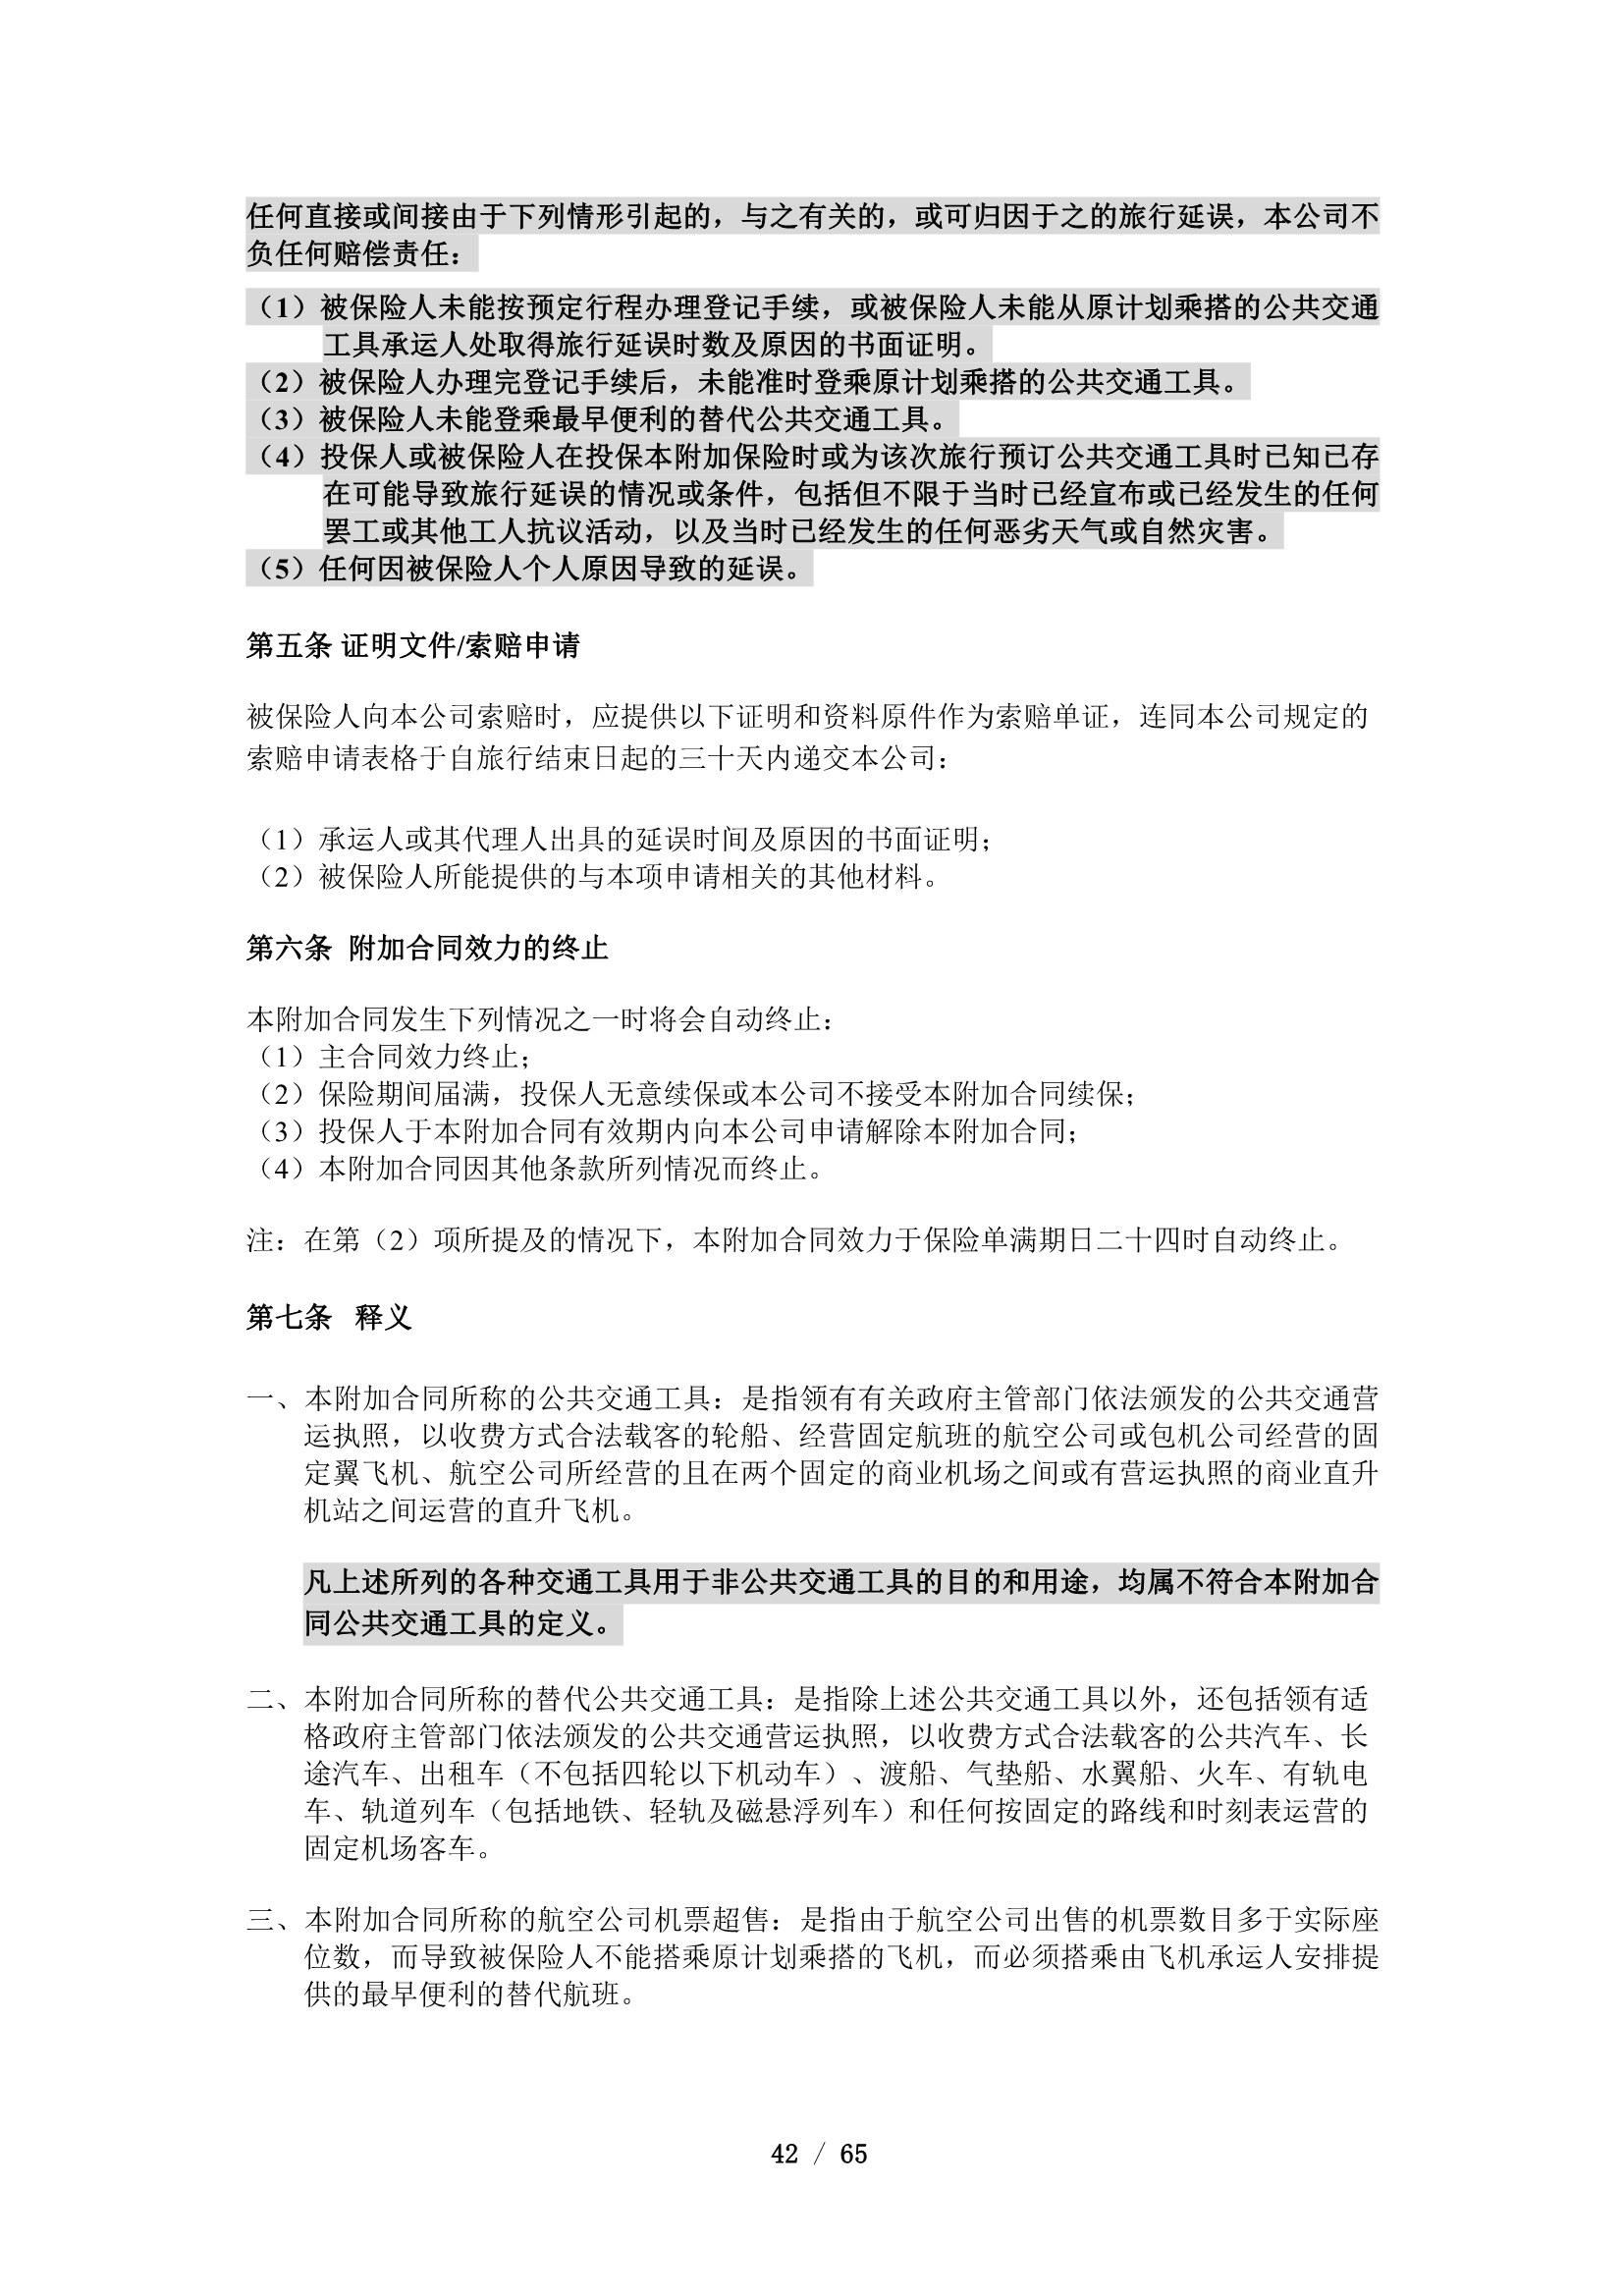 任何直接或间接由于下列情形引起的，与之有关的，或可归因于之的旅行延误，本公司不
负任何赔偿责任：
（1）被保险人未能按预定行程办理登记手续，或被保险人未能从原计划乘搭的公共交通
工具承运人处取得旅行延误时数及原因的书面证明。
（2）被保险人办理完登记手续后，未能准时登乘原计划乘搭的公共交通工具。
（3）被保险人未能登乘最早便利的替代公共交通工具。
（4）投保人或被保险人在投保本附加保险时或为该次旅行预订公共交通工具时已知已存
在可能导致旅行延误的情况或条件，包括但不限于当时已经宣布或已经发生的任何
罢工或其他工人抗议活动，以及当时已经发生的任何恶劣天气或自然灾害。
（5）任何因被保险人个人原因导致的延误。
第五条 证明文件/索赔申请
被保险人向本公司索赔时，应提供以下证明和资料原件作为索赔单证，连同本公司规定的
索赔申请表格于自旅行结束日起的三十天内递交本公司：
（1）承运人或其代理人出具的延误时间及原因的书面证明；
（2）被保险人所能提供的与本项申请相关的其他材料。
第六条 附加合同效力的终止
本附加合同发生下列情况之一时将会自动终止：
（1）主合同效力终止；
（2）保险期间届满，投保人无意续保或本公司不接受本附加合同续保；
（3）投保人于本附加合同有效期内向本公司申请解除本附加合同；
（4）本附加合同因其他条款所列情况而终止。
注：在第（2）项所提及的情况下，本附加合同效力于保险单满期日二十四时自动终止。
第七条 释义
一、本附加合同所称的公共交通工具：是指领有有关政府主管部门依法颁发的公共交通营
运执照，以收费方式合法载客的轮船、经营固定航班的航空公司或包机公司经营的固
定翼飞机、航空公司所经营的且在两个固定的商业机场之间或有营运执照的商业直升
机站之间运营的直升飞机。
凡上述所列的各种交通工具用于非公共交通工具的目的和用途，均属不符合本附加合
同公共交通工具的定义。
二、本附加合同所称的替代公共交通工具：是指除上述公共交通工具以外，还包括领有适
格政府主管部门依法颁发的公共交通营运执照，以收费方式合法载客的公共汽车、长
途汽车、出租车（不包括四轮以下机动车）、渡船、气垫船、水翼船、火车、有轨电
车、轨道列车（包括地铁、轻轨及磁悬浮列车）和任何按固定的路线和时刻表运营的
固定机场客车。
三、本附加合同所称的航空公司机票超售：是指由于航空公司出售的机票数目多于实际座
位数，而导致被保险人不能搭乘原计划乘搭的飞机，而必须搭乘由飞机承运人安排提
供的最早便利的替代航班。
42 / 65